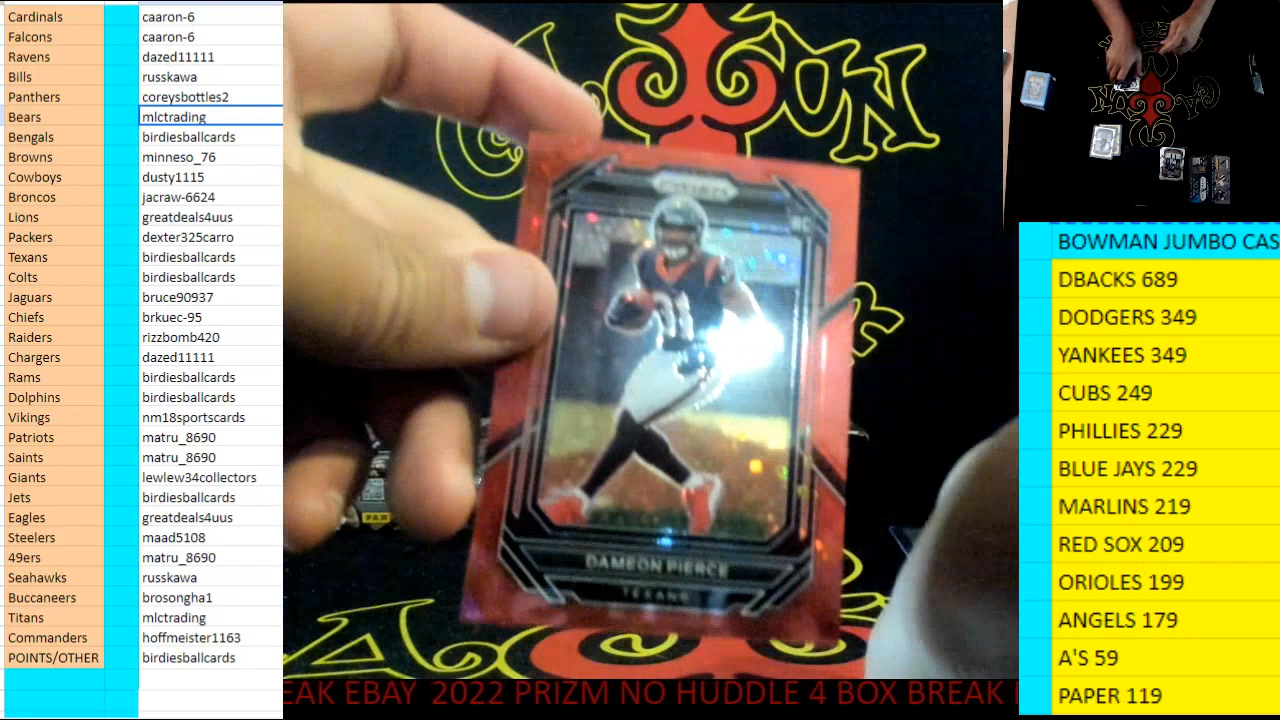 Cardinals caaron-6
Falcons caaron-6
Ravens dazed11111
Bills russkawa
Panthers coreysbottles2
Bears mlctrading
Bengals birdiesballcards
Browns minneso_76
Cowboys dusty1115
Broncos jacraw-6624
Lions greatdeals4uus
Packers dexter325carro
Texans birdiesballcards
Colts birdiesballcards
Jaguars bruce90937
Chiefs brkuec-95
Raiders rizzbomb420
Chargers dazed11111
Rams birdiesballcards
Dolphins birdiesballcards
Vikings nm18sportscards
Patriots matru_8690
Saints matru_8690
Giants lewlew34collectors
Jets birdiesballcards
Eagles greatdeals4uus
Steelers maad5108
49ers matru_8690
Seahawks russkawa
Buccaneers brosongha1
Titans mlctrading
Commanders hoffmeister1163
POINTS/OTHER birdiesballcards
PRIZM
DAMEON PIERCE
TEXANS
PANINI
EAK EBAY 2022 PRIZM NO HUDDLE 4 BOX BREAK
BOWMAN JUMBO CAS
DBACKS 689
DODGERS 349
YANKEES 349
CUBS 249
PHILLIES 229
BLUE JAYS 229
MARLINS 219
RED SOX 209
ORIOLES 199
ANGELS 179
A'S 59
PAPER 119